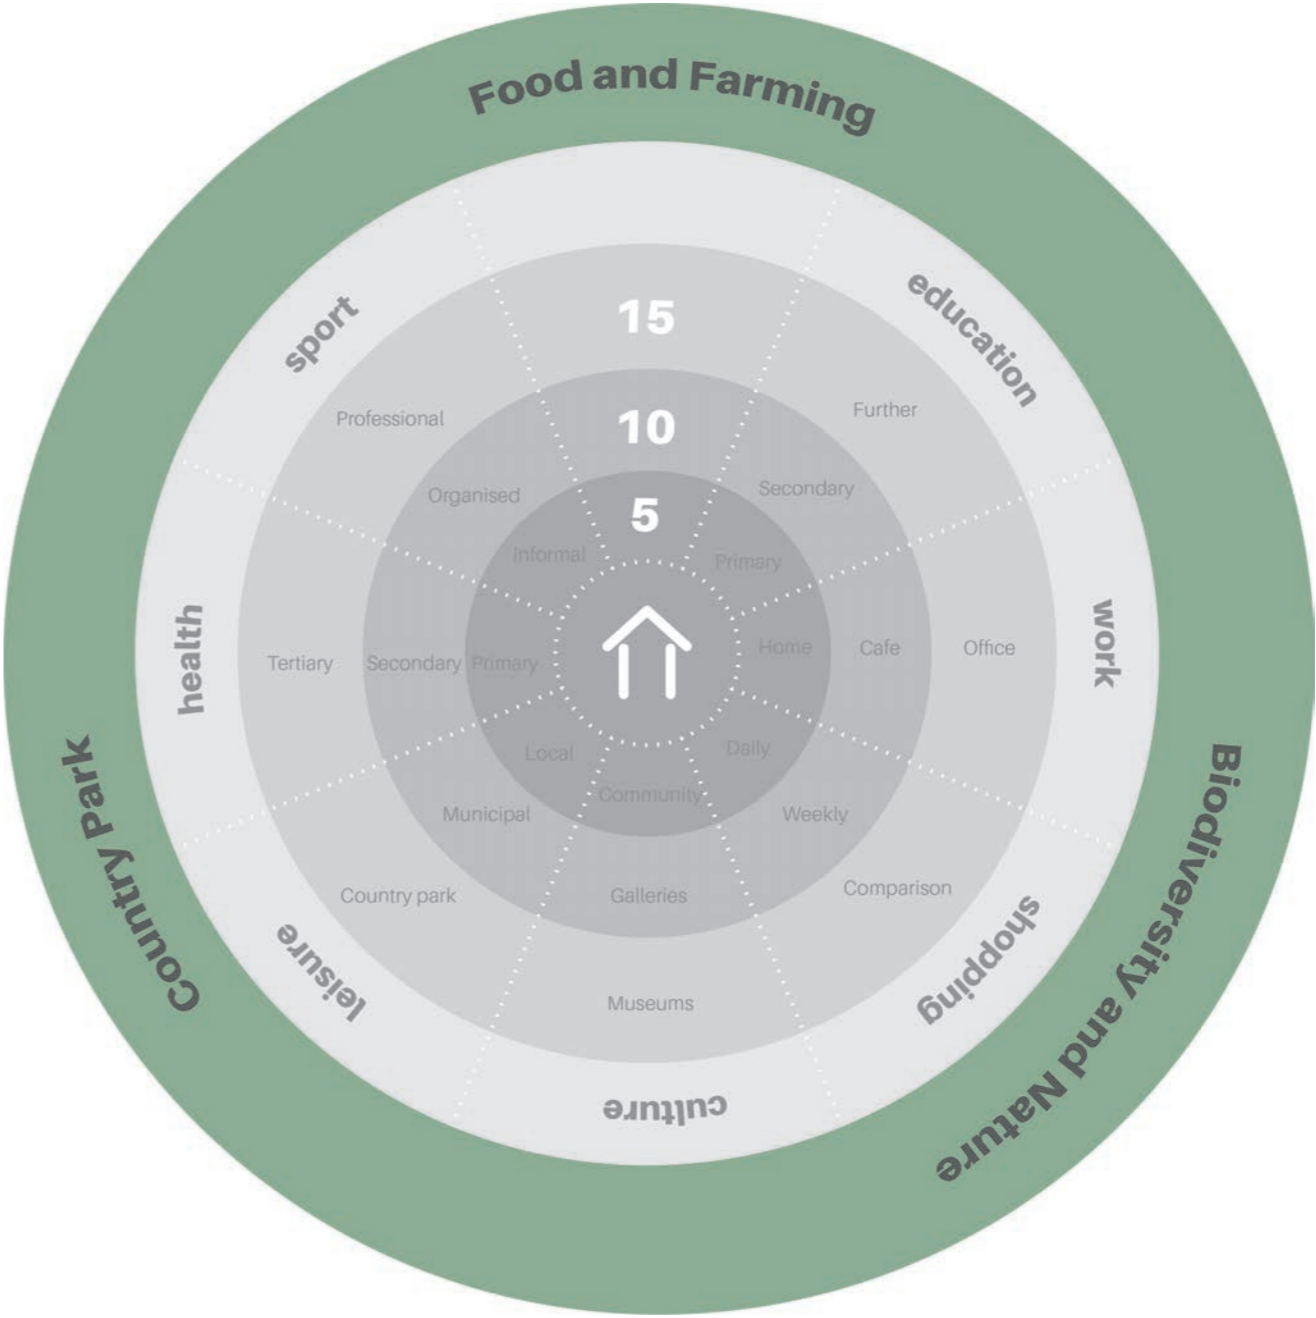 Food and Farming
15
10
5
education
Further
Secondary
Primary
work
Office
Cafe
Home
shopping
Comparison
Weekly
Daily
culture
Museums
Galleries
Community
leisure
Country park
Municipal
Local
health
Tertiary
Secondary
Primary
sport
Professional
Organised
Informal
Biodiversity and Nature
Country Park